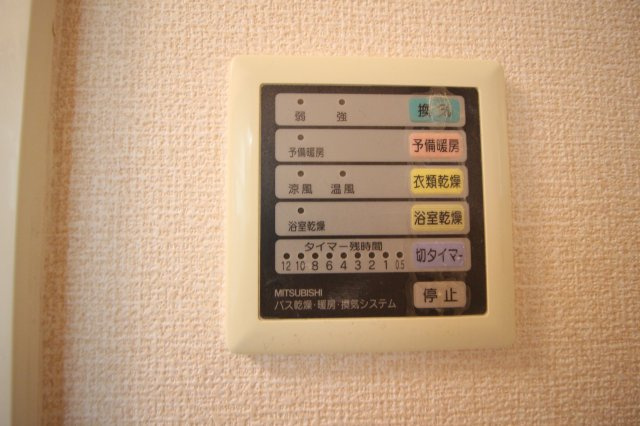 弱 強 換気
予備暖房 予備暖房
涼風 温風 衣類乾燥
浴室乾燥 浴室乾燥
タイマー残時間
12 10 8 6 4 3 2 1 0.5 切タイマー
MITSUBISHI
バス乾燥・暖房・換気システム 停止